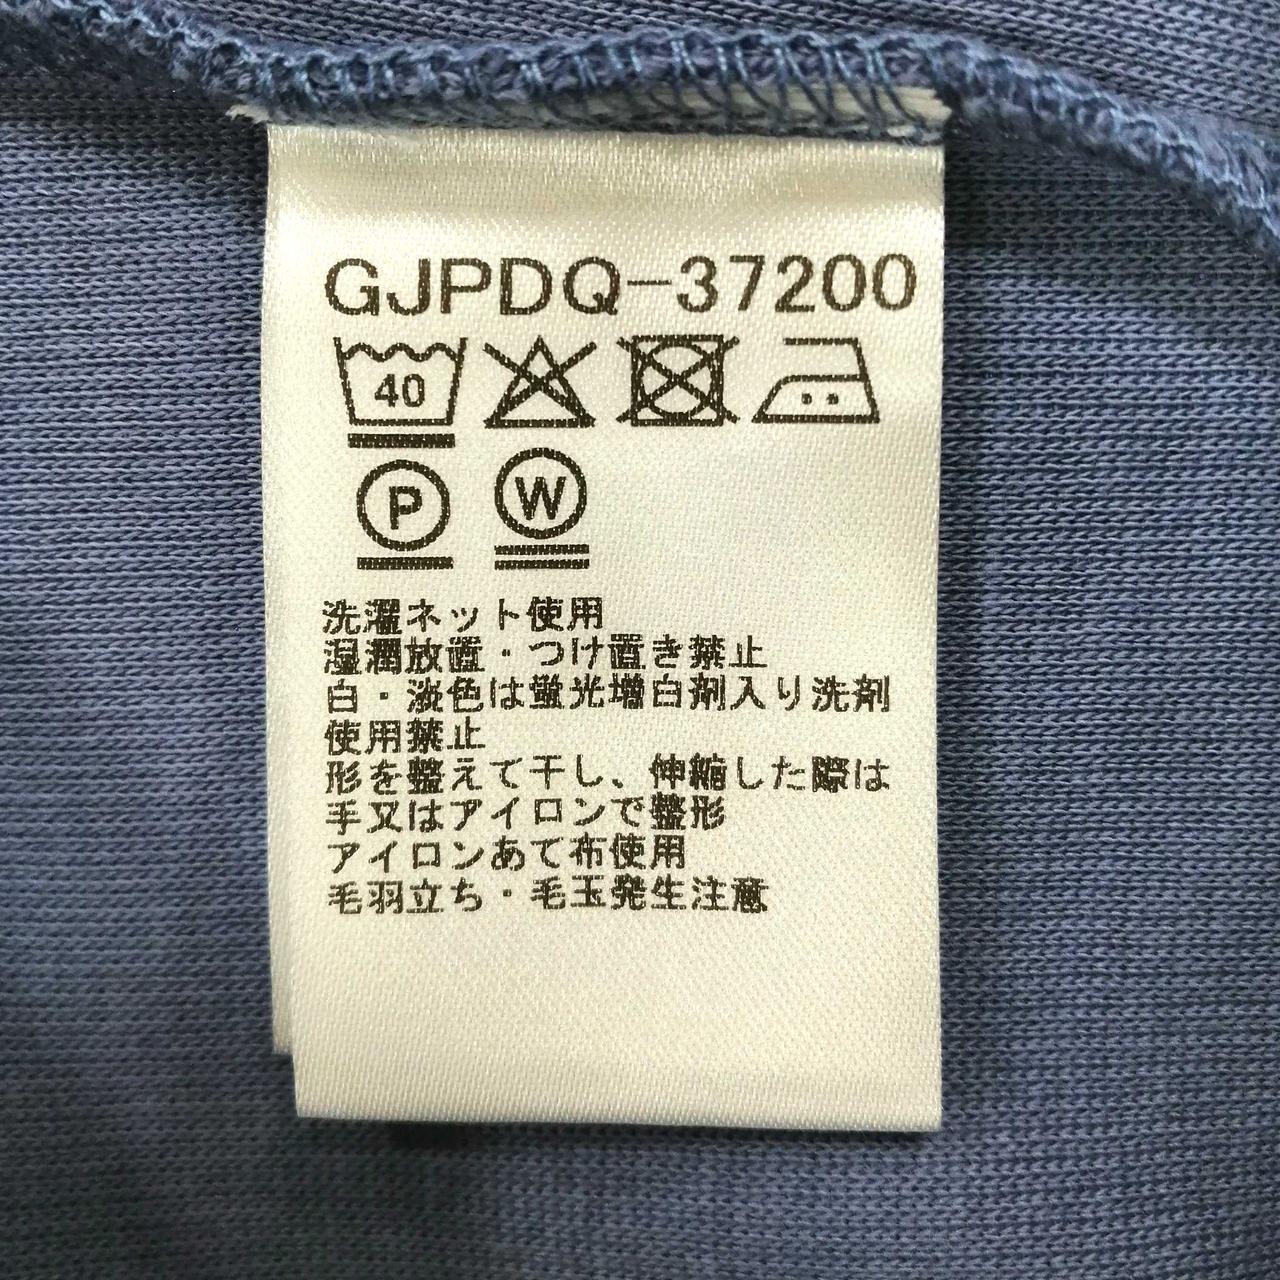 GJPDQ-37200
40
P W
洗濯ネット使用
湿潤放置・つけ置き禁止
白・淡色は蛍光増白剤入り洗剤
使用禁止
形を整えて干し、伸縮した際は
手又はアイロンで整形
アイロンあて布使用
毛羽立ち・毛玉発生注意